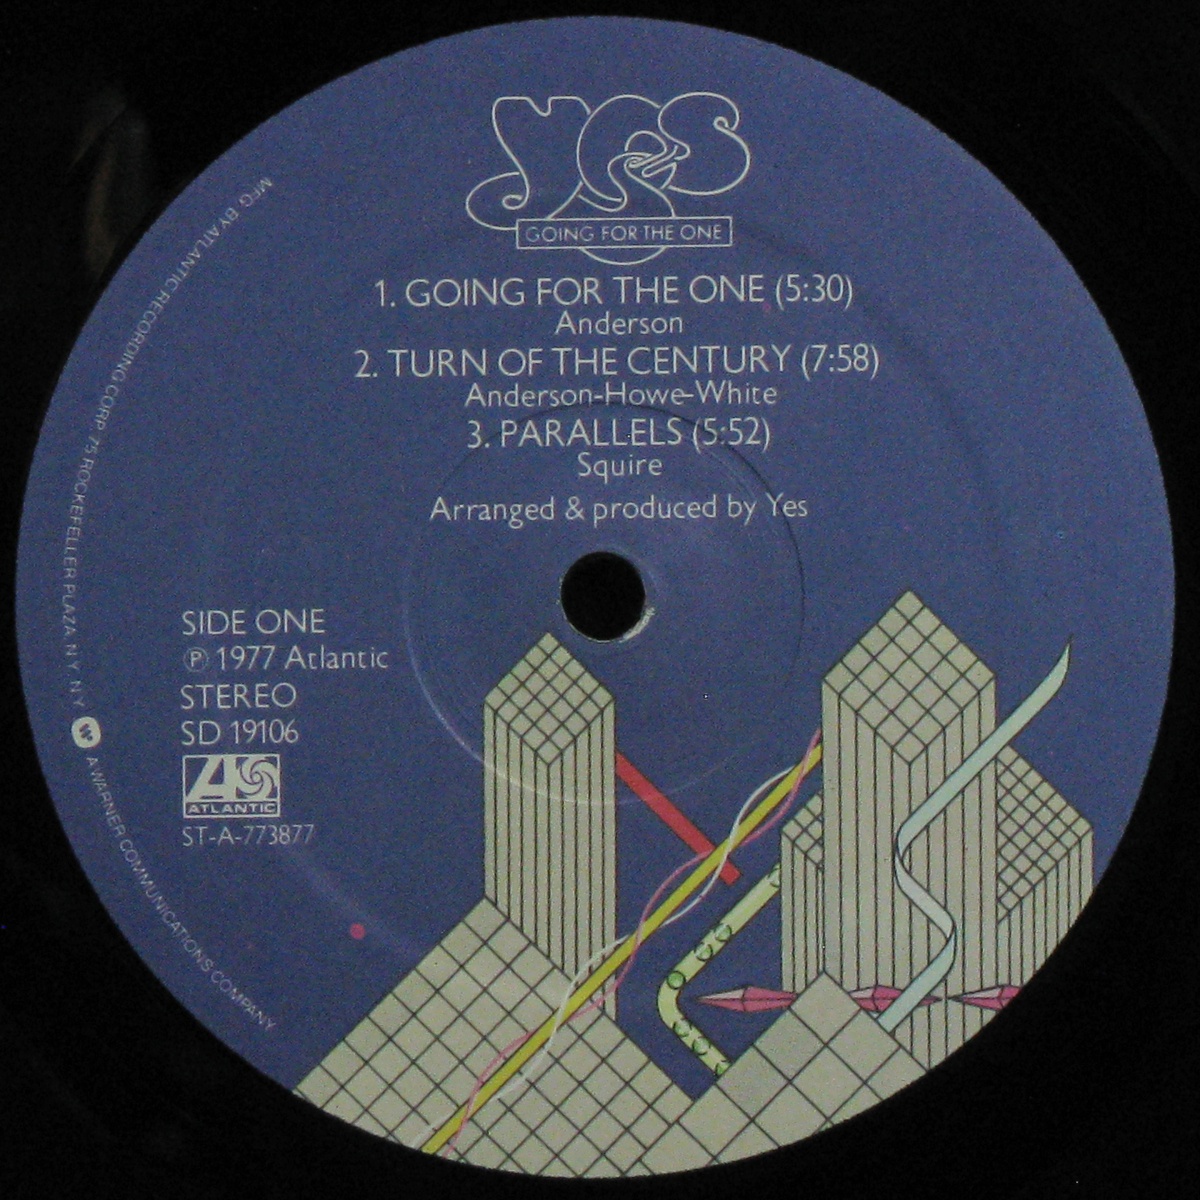 YES
GOING FOR THE ONE
1. GOING FOR THE ONE (5:30)
Anderson
2. TURN OF THE CENTURY (7:58)
Anderson-Howe-White
3. PARALLELS (5:52)
Squire
Arranged & produced by Yes
SIDE ONE
℗ 1977 Atlantic
STEREO
SD 19106
ATLANTIC
ST-A-773877
MFG BY ATLANTIC RECORDING CORP. 75 ROCKEFELLER PLAZA. N.Y. N.Y.
A WARNER COMMUNICATIONS COMPANY